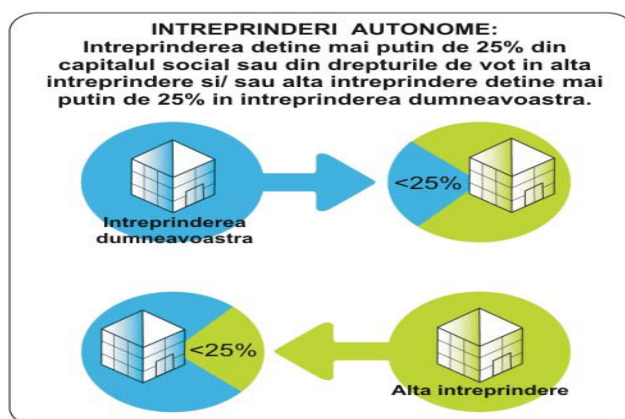 INTREPRINDERI AUTONOME:
Intreprinderea detine mai putin de 25% din
capitalul social sau din drepturile de vot in alta
intreprindere si/ sau alta intreprindere detine mai
putin de 25% in intreprinderea dumneavoastra.
<25%
Intreprinderea
dumneavoastra
<25%
Alta intreprindere